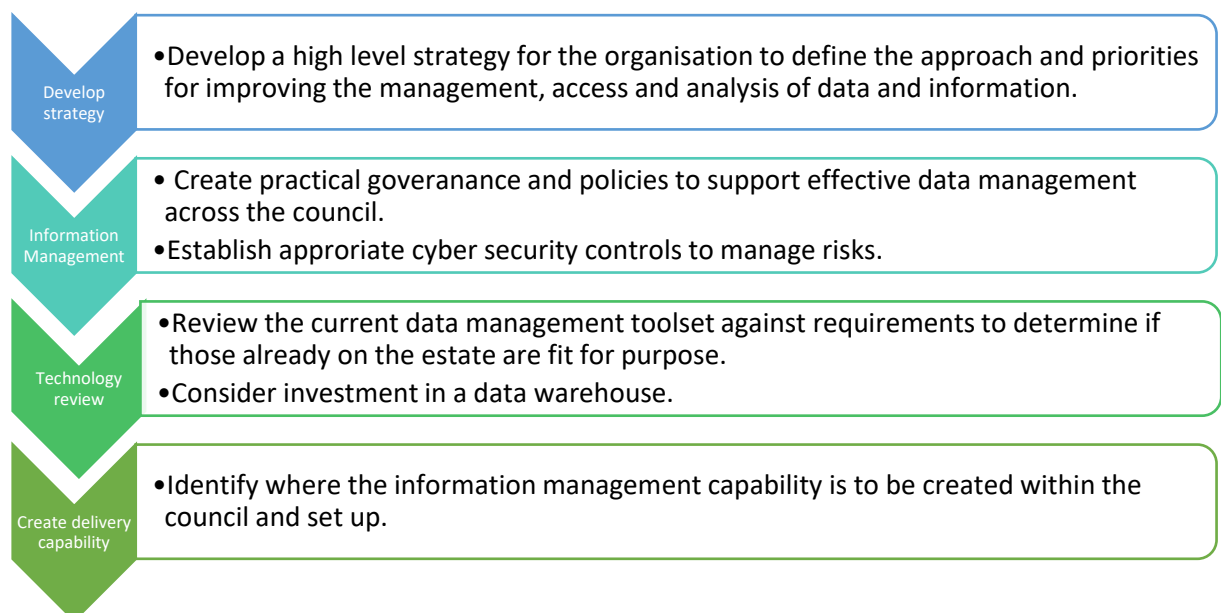 Develop
strategy
•Develop a high level strategy for the organisation to define the approach and priorities
for improving the management, access and analysis of data and information.
Information
Management
• Create practical goveranance and policies to support effective data management
across the council.
•Establish approriate cyber security controls to manage risks.
Technology
review
•Review the current data management toolset against requirements to determine if
those already on the estate are fit for purpose.
•Consider investment in a data warehouse.
Create delivery
capability
•Identify where the information management capability is to be created within the
council and set up.